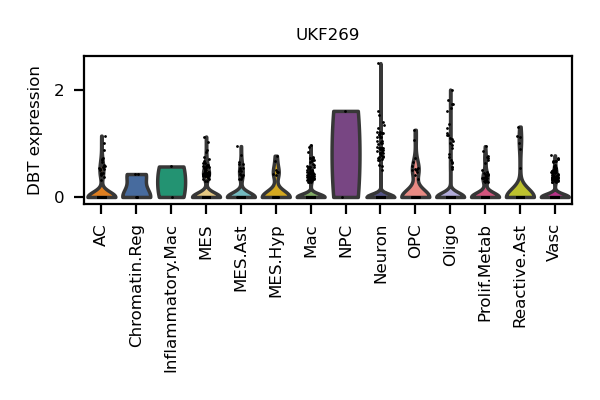 UKF269
DBT expression
2
0
AC
Chromatin.Reg
Inflammatory.Mac
MES
MES.Ast
MES.Hyp
Mac
NPC
Neuron
OPC
Oligo
Prolif.Metab
Reactive.Ast
Vasc